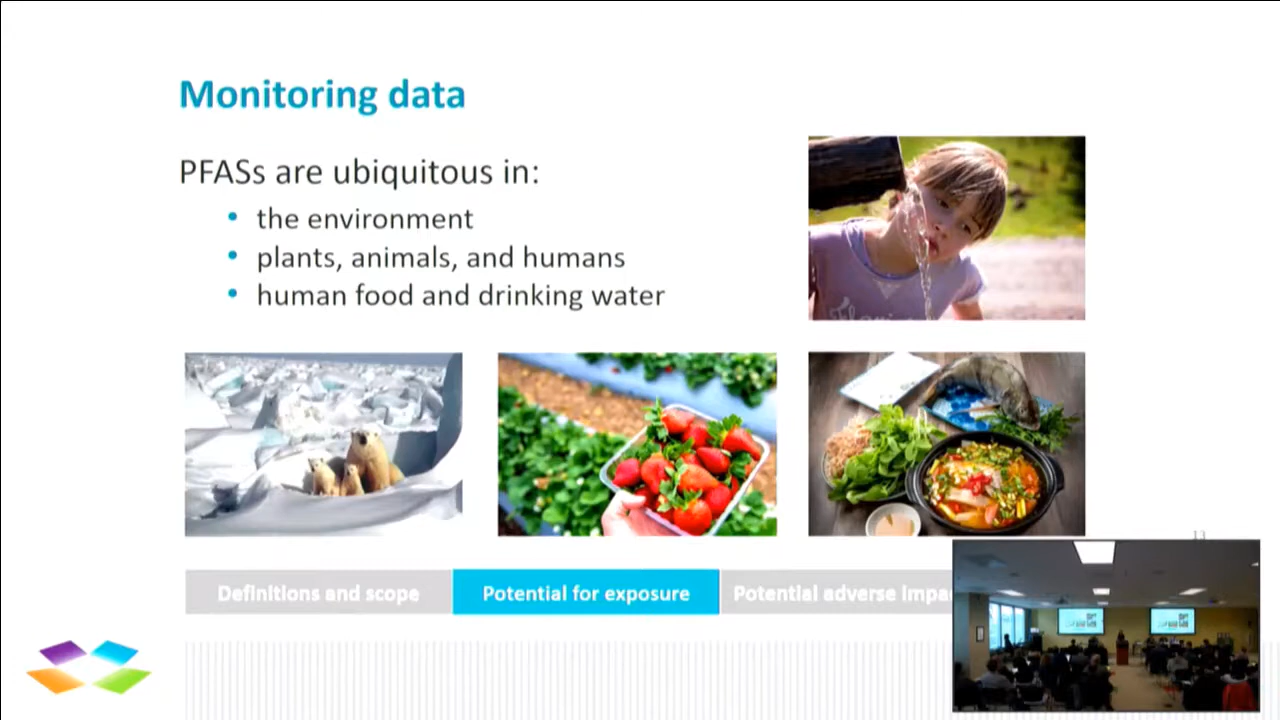 Monitoring data
PFASs are ubiquitous in:
• the environment
• plants, animals, and humans
• human food and drinking water
Definitions and scope
Potential for exposure
Potential adverse